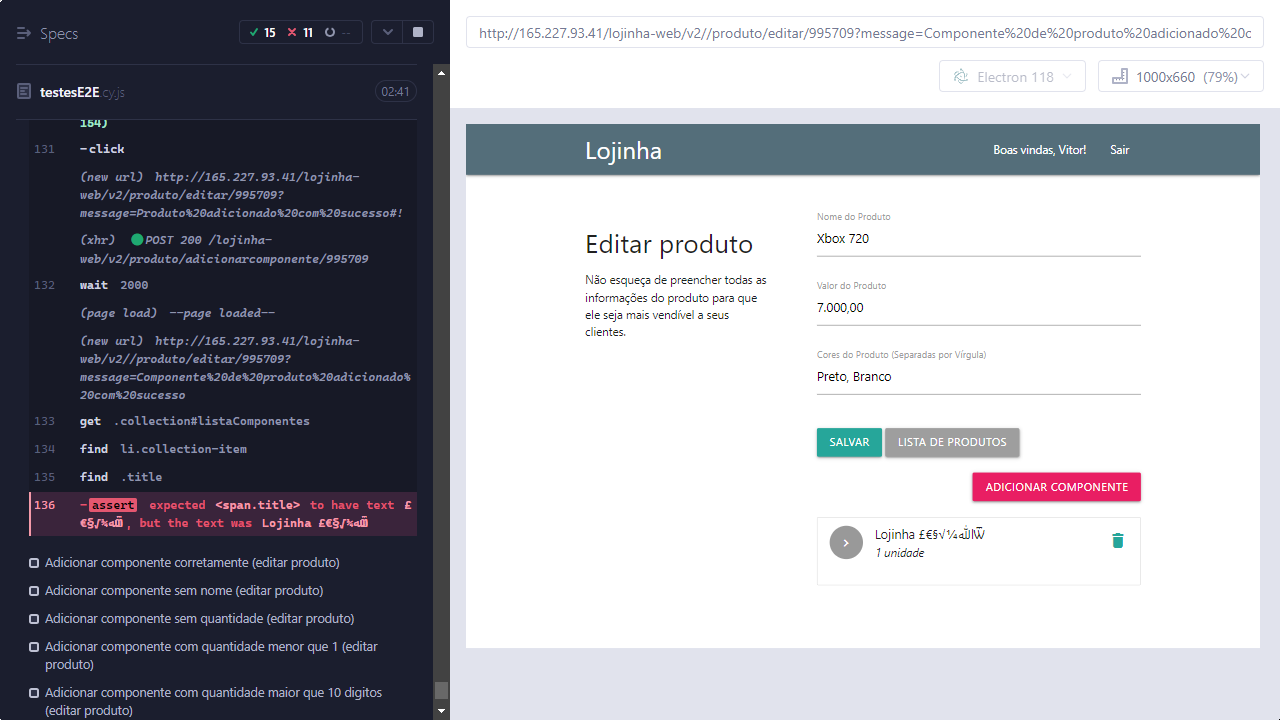 Specs
15
11
--
testesE2E.cy.js
02:41
154)
131 -click
(new url) http://165.227.93.41/lojinha-
web/v2/produto/editar/995709?
message=Produto%20adicionado%20com%20sucesso#!
(xhr) POST 200 /lojinha-
web/v2/produto/adicionarcomponente/995709
132 wait 2000
(page load) --page loaded--
(new url) http://165.227.93.41/lojinha-
web/v2//produto/editar/995709?
message=Componente%20de%20produto%20adicionado%
20com%20sucesso
133 get .collection#listaComponentes
134 find li.collection-item
135 find .title
136 -assert expected <span.title> to have text £
, but the text was Lojinha
Adicionar componente corretamente (editar produto)
Adicionar componente sem nome (editar produto)
Adicionar componente sem quantidade (editar produto)
Adicionar componente com quantidade menor que 1 (editar
produto)
Adicionar componente com quantidade maior que 10 digitos
(editar produto)
http://165.227.93.41/lojinha-web/v2//produto/editar/995709?message=Componente%20de%20produto%20adicionado%20c
Electron 118
1000x660 (79%)
Lojinha
Boas vindas, Vitor!
Sair
Editar produto
Não esqueça de preencher todas as
informações do produto para que
ele seja mais vendível a seus
clientes.
Nome do Produto
Xbox 720
Valor do Produto
7.000,00
Cores do Produto (Separadas por Vírgula)
Preto, Branco
SALVAR
LISTA DE PRODUTOS
ADICIONAR COMPONENTE
Lojinha £€§√¼
1 unidade